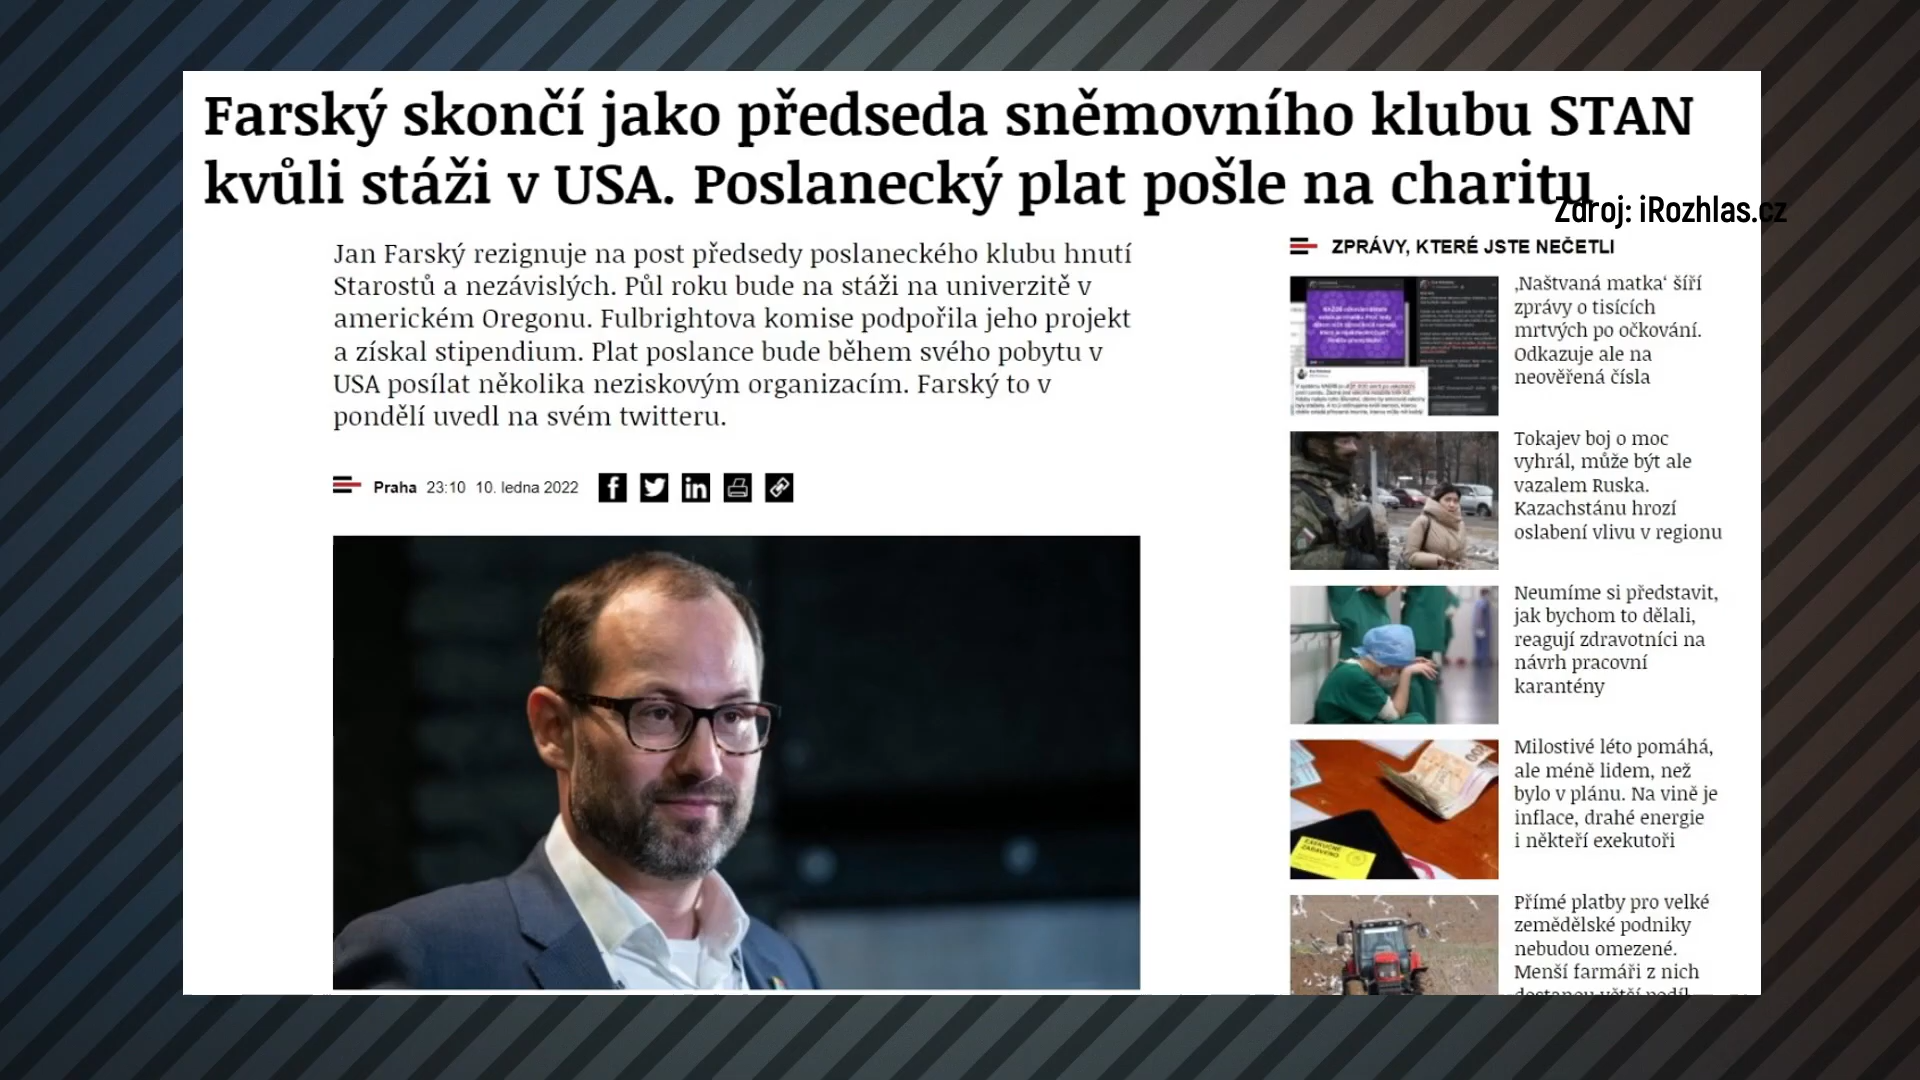 Farský skončí jako předseda sněmovního klubu STAN
kvůli stáži v USA. Poslanecký plat pošle na charitu
Zdroj: iRozhlas.cz
Jan Farský rezignuje na post předsedy poslaneckého klubu hnutí
Starostů a nezávislých. Půl roku bude na stáži na univerzitě v
americkém Oregonu. Fulbrightova komise podpořila jeho projekt
a získal stipendium. Plat poslance bude během svého pobytu v
USA posílat několika neziskovým organizacím. Farský to v
pondělí uvedl na svém twitteru.
Praha 23:10 10. ledna 2022
ZPRÁVY, KTERÉ JSTE NEČETLI
‚Naštvaná matka‘ šíří
zprávy o tisících
mrtvých po očkování.
Odkazuje ale na
neověřená čísla
Tokajev boj o moc
vyhrál, může být ale
vazalem Ruska.
Kazachstánu hrozí
oslabení vlivu v regionu
Neumíme si představit,
jak bychom to dělali,
reagují zdravotníci na
návrh pracovní
karantény
Milostivé léto pomáhá,
ale méně lidem, než
bylo v plánu. Na vině je
inflace, drahé energie
i někteří exekutoři
Přímé platby pro velké
zemědělské podniky
nebudou omezené.
Menší farmáři z nich